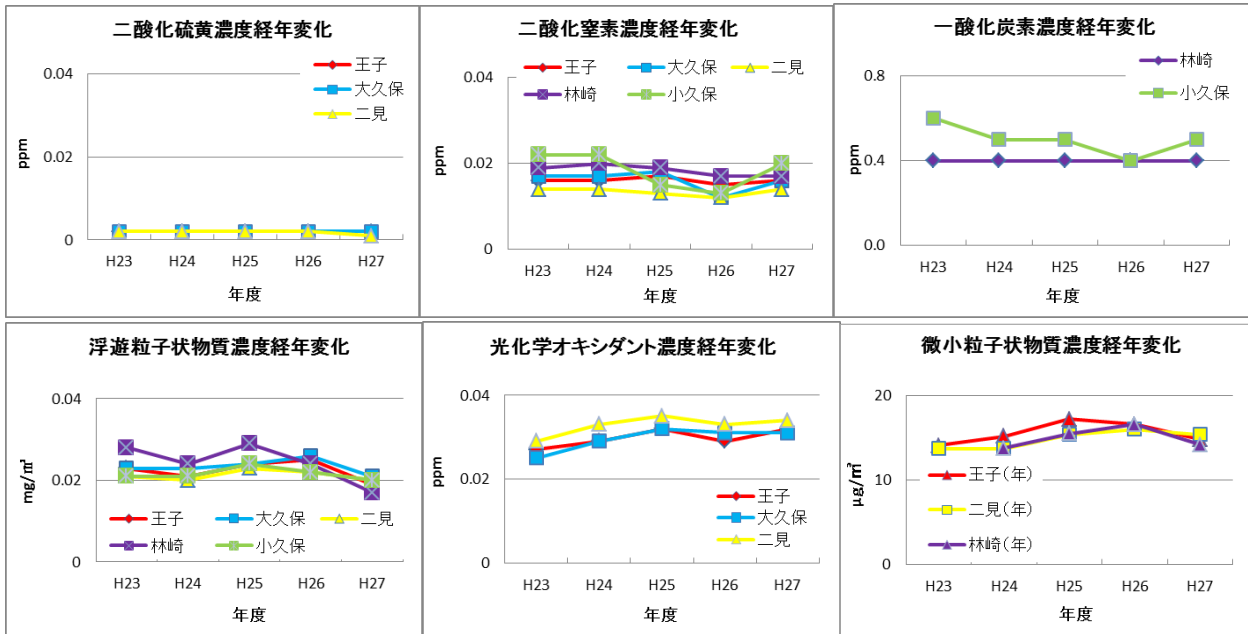 二酸化硫黄濃度経年変化
王子
大久保
二見
0.04
0.02
0
ppm
H23 H24 H25 H26 H27
年度
二酸化窒素濃度経年変化
王子 大久保 二見
林崎 小久保
0.04
0.02
0
ppm
H23 H24 H25 H26 H27
年度
一酸化炭素濃度経年変化
林崎
小久保
0.8
0.4
0.0
ppm
H23 H24 H25 H26 H27
年度
浮遊粒子状物質濃度経年変化
0.04
0.02
0
mg/㎥
王子 大久保 二見
林崎 小久保
H23 H24 H25 H26 H27
年度
光化学オキシダント濃度経年変化
0.04
0.02
0
ppm
王子
大久保
二見
H23 H24 H25 H26 H27
年度
微小粒子状物質濃度経年変化
20
10
0
μg/㎥
王子(年)
二見(年)
林崎(年)
H23 H24 H25 H26 H27
年度